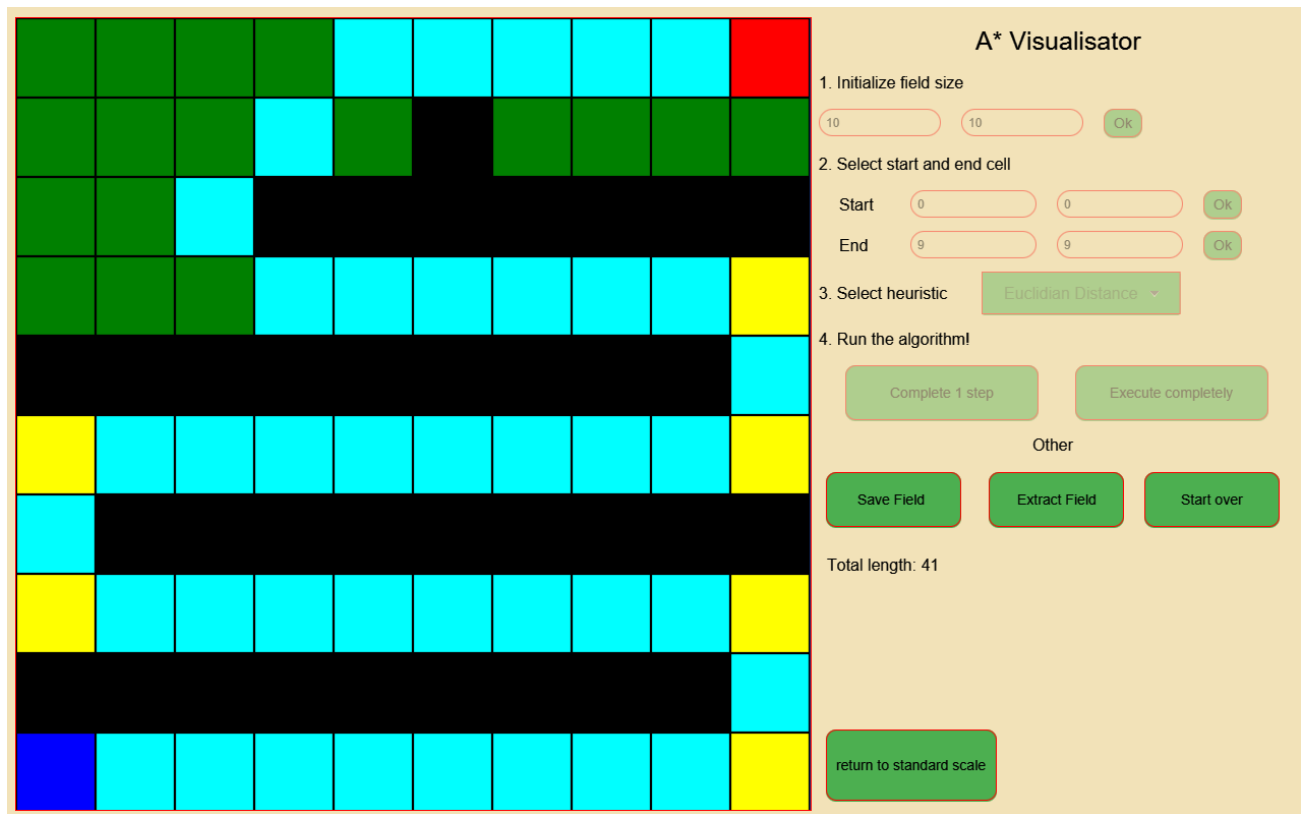 A* Visualisator
1. Initialize field size
10 10 Ok
2. Select start and end cell
Start 0 0 Ok
End 9 9 Ok
3. Select heuristic Euclidian Distance
4. Run the algorithm!
Complete 1 step Execute completely
Other
Save Field Extract Field Start over
Total length: 41
return to standard scale